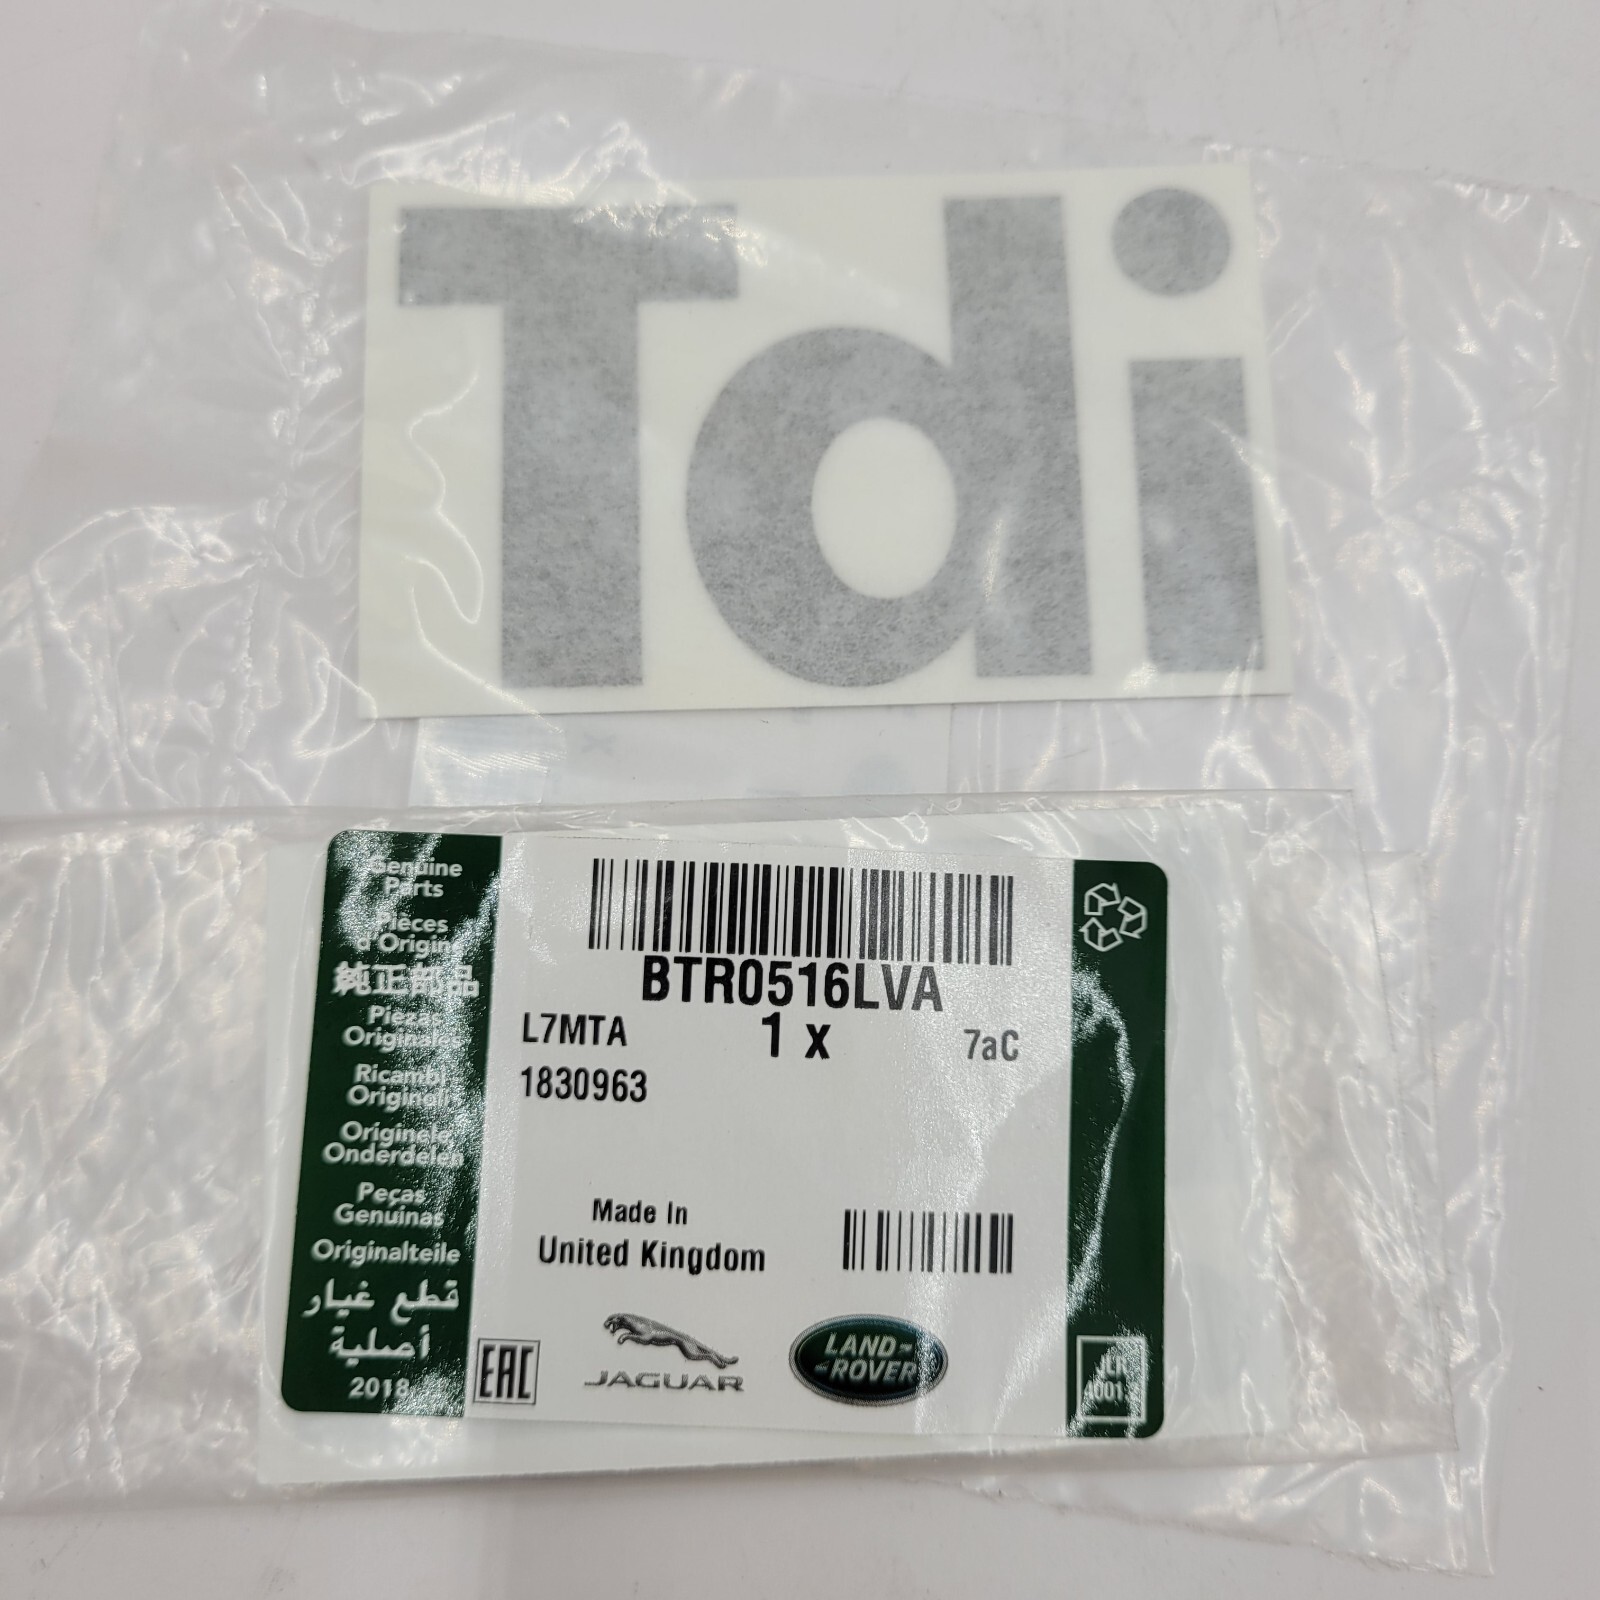 Tdi
Genuine
Parts
Pièces
d'Origine
純正部品
Piezas
Originales
Ricambi
Originali
Originele
Onderdelen
Peças
Genuinas
Originalteile
قطع غيار
أصلية
2018
BTR0516LVA
L7MTA 1 x 7aC
1830963
Made In
United Kingdom
EAC
JAGUAR
LAND-
-ROVER